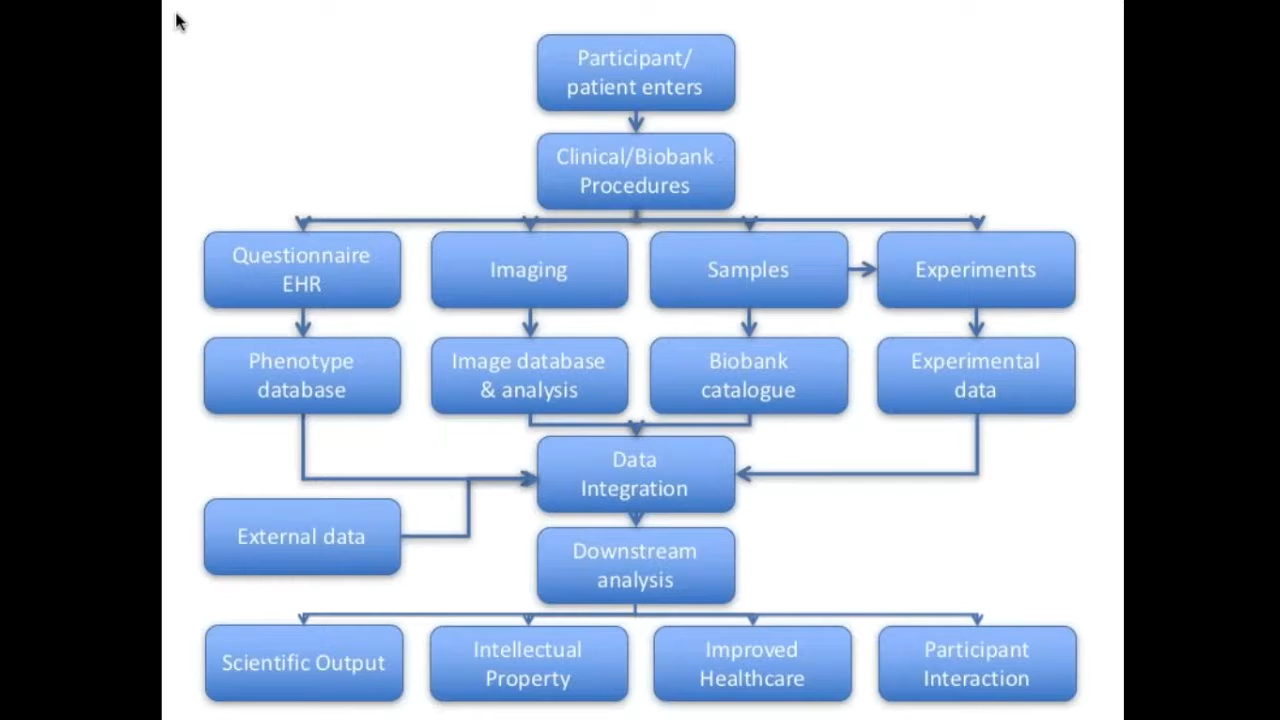 Participant/
patient enters
Clinical/Biobank
Procedures
Questionnaire
EHR
Imaging
Samples
Experiments
Phenotype
database
Image database
& analysis
Biobank
catalogue
Experimental
data
Data
Integration
External data
Downstream
analysis
Scientific Output
Intellectual
Property
Improved
Healthcare
Participant
Interaction